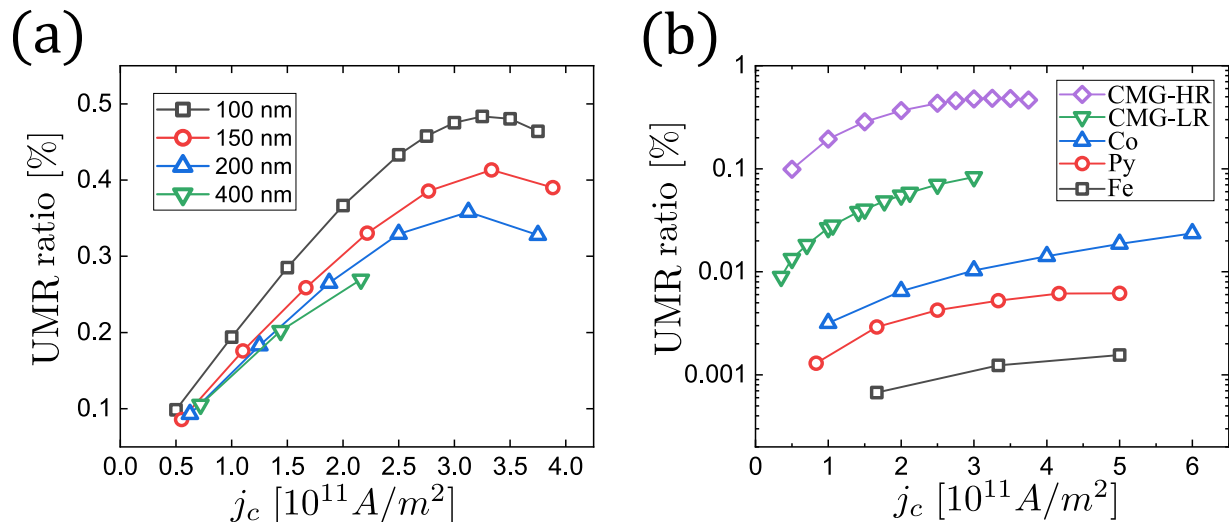 (a)
UMR ratio [%]
0.5
0.4
0.3
0.2
0.1
100 nm
150 nm
200 nm
400 nm
0.0 0.5 1.0 1.5 2.0 2.5 3.0 3.5 4.0
j_c [10^{11} A/m^2]
(b)
UMR ratio [%]
1
0.1
0.01
0.001
CMG-HR
CMG-LR
Co
Py
Fe
1 2 3 4 5 6
j_c [10^{11} A/m^2]